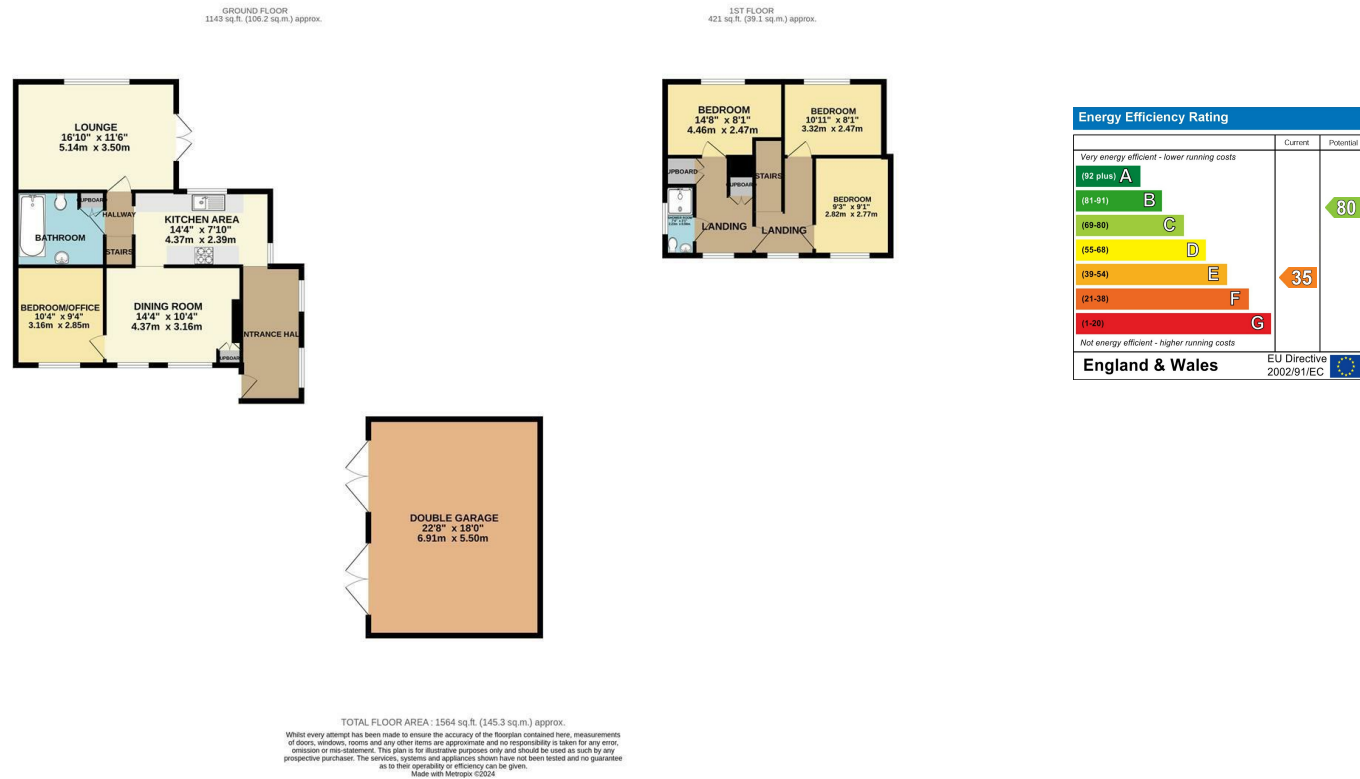 GROUND FLOOR
1143 sq.ft. (106.2 sq.m.) approx.
LOUNGE
16'10" x 11'6"
5.14m x 3.50m
UPBOARD
HALLWAY
BATHROOM
STAIRS
KITCHEN AREA
14'4" x 7'10"
4.37m x 2.39m
BEDROOM/OFFICE
10'4" x 9'4"
3.16m x 2.85m
DINING ROOM
14'4" x 10'4"
4.37m x 3.16m
UPBOARD
NTRANCE HAL
DOUBLE GARAGE
22'8" x 18'0"
6.91m x 5.50m
1ST FLOOR
421 sq.ft. (39.1 sq.m.) approx.
BEDROOM
14'8" x 8'1"
4.46m x 2.47m
BEDROOM
10'11" x 8'1"
3.32m x 2.47m
UPBOARD
UPBOARD
STAIRS
LANDING
LANDING
BEDROOM
9'3" x 9'1"
2.82m x 2.77m
TOTAL FLOOR AREA : 1564 sq.ft. (145.3 sq.m.) approx.
Whilst every attempt has been made to ensure the accuracy of the floorplan contained here, measurements
of doors, windows, rooms and any other items are approximate and no responsibility is taken for any error,
omission or mis-statement. This plan is for illustrative purposes only and should be used as such by any
prospective purchaser. The services, systems and appliances shown have not been tested and no guarantee
as to their operability or efficiency can be given.
Made with Metropix ©2024
Energy Efficiency Rating
Current Potential
Very energy efficient - lower running costs
(92 plus) A
(81-91) B
80
(69-80) C
(55-68) D
(39-54) E
35
(21-38) F
(1-20) G
Not energy efficient - higher running costs
England & Wales
EU Directive
2002/91/EC